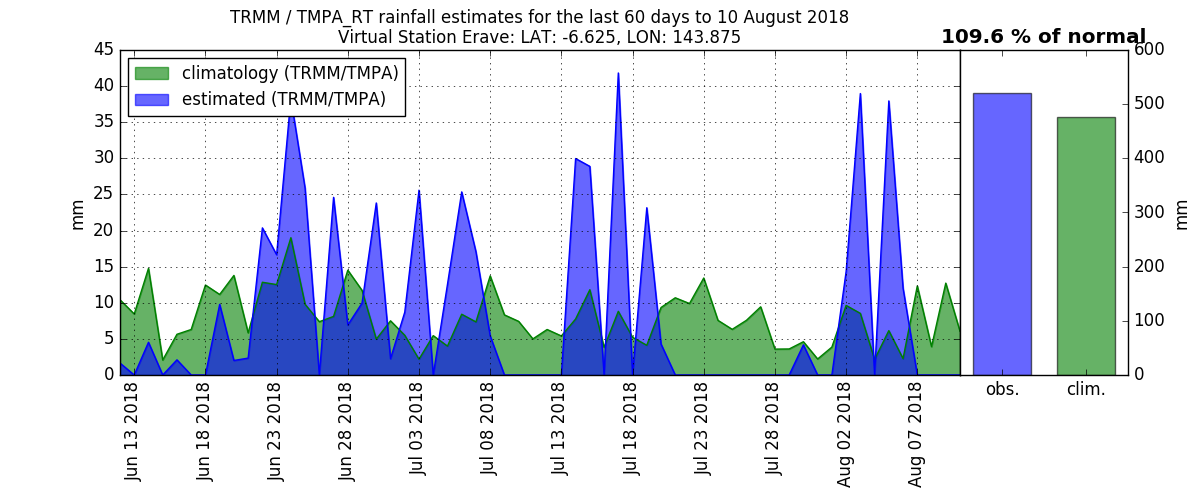 TRMM / TMPA_RT rainfall estimates for the last 60 days to 10 August 2018
Virtual Station Erave: LAT: -6.625, LON: 143.875
109.6 % of normal
climatology (TRMM/TMPA)
estimated (TRMM/TMPA)
mm
45
40
35
30
25
20
15
10
5
0
Jun 13 2018
Jun 18 2018
Jun 23 2018
Jun 28 2018
Jul 03 2018
Jul 08 2018
Jul 13 2018
Jul 18 2018
Jul 23 2018
Jul 28 2018
Aug 02 2018
Aug 07 2018
obs.
clim.
600
500
400
300
200
100
0
mm